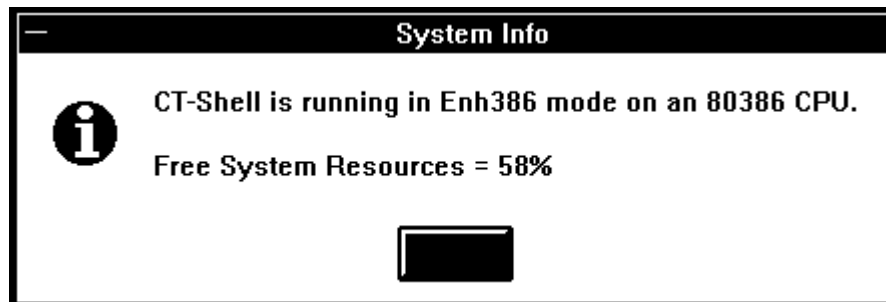 System Info
CT-Shell is running in Enh386 mode on an 80386 CPU.
Free System Resources = 58%